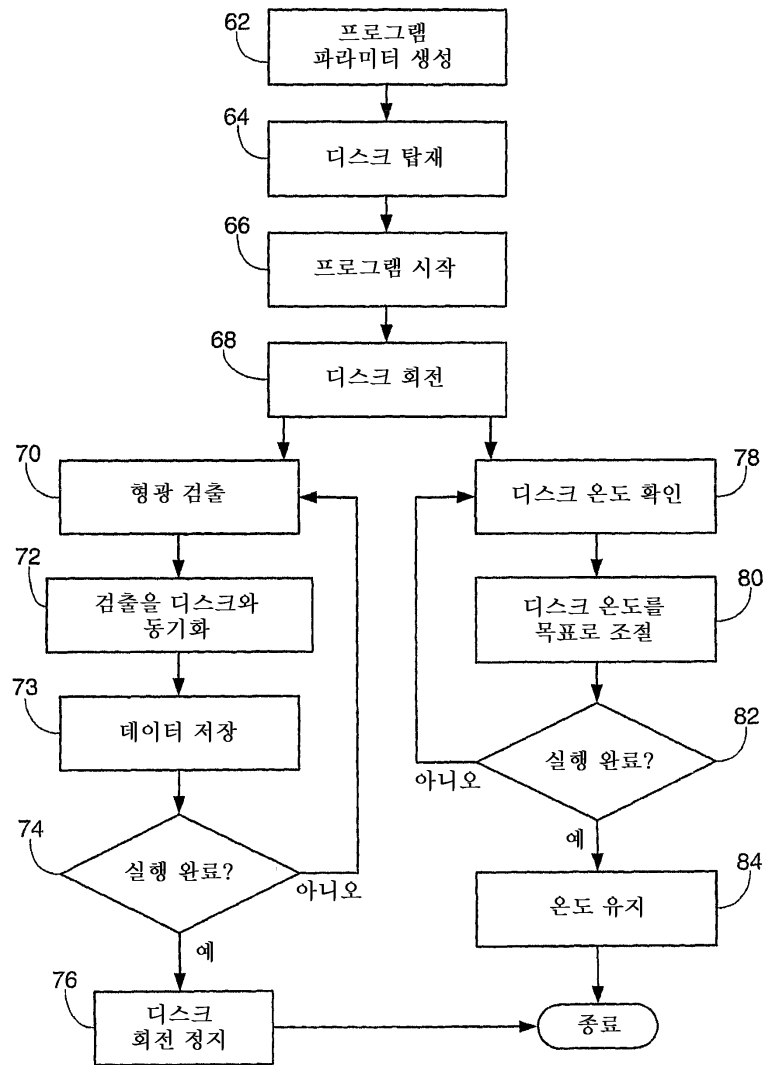 62
프로그램
파라미터 생성
64
디스크 탑재
66
프로그램 시작
68
디스크 회전
70
형광 검출
72
검출을 디스크와
동기화
73
데이터 저장
74
실행 완료?
아니오
예
76
디스크
회전 정지
78
디스크 온도 확인
80
디스크 온도를
목표로 조절
82
실행 완료?
아니오
예
84
온도 유지
종료